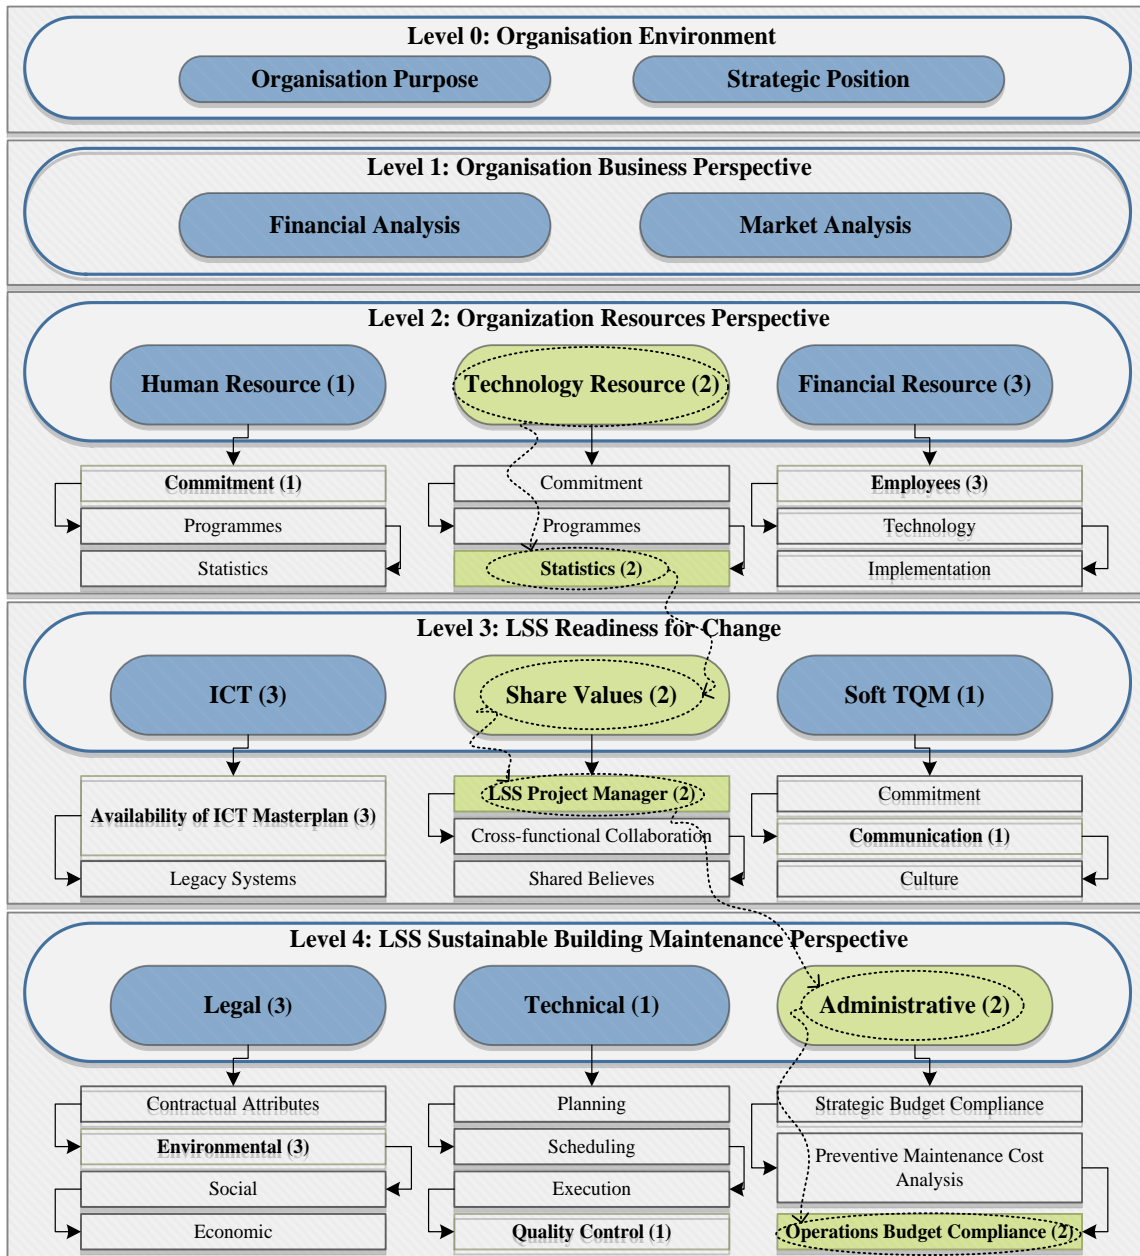 Level 0: Organisation Environment
Organisation Purpose
Strategic Position
Level 1: Organisation Business Perspective
Financial Analysis
Market Analysis
Level 2: Organization Resources Perspective
Human Resource (1)
Technology Resource (2)
Financial Resource (3)
Commitment (1)
Programmes
Statistics
Commitment
Programmes
Statistics (2)
Employees (3)
Technology
Implementation
Level 3: LSS Readiness for Change
ICT (3)
Share Values (2)
Soft TQM (1)
Availability of ICT Masterplan (3)
Legacy Systems
LSS Project Manager (2)
Cross-functional Collaboration
Shared Believes
Commitment
Communication (1)
Culture
Level 4: LSS Sustainable Building Maintenance Perspective
Legal (3)
Technical (1)
Administrative (2)
Contractual Attributes
Environmental (3)
Social
Economic
Planning
Scheduling
Execution
Quality Control (1)
Strategic Budget Compliance
Preventive Maintenance Cost
Analysis
Operations Budget Compliance (2)